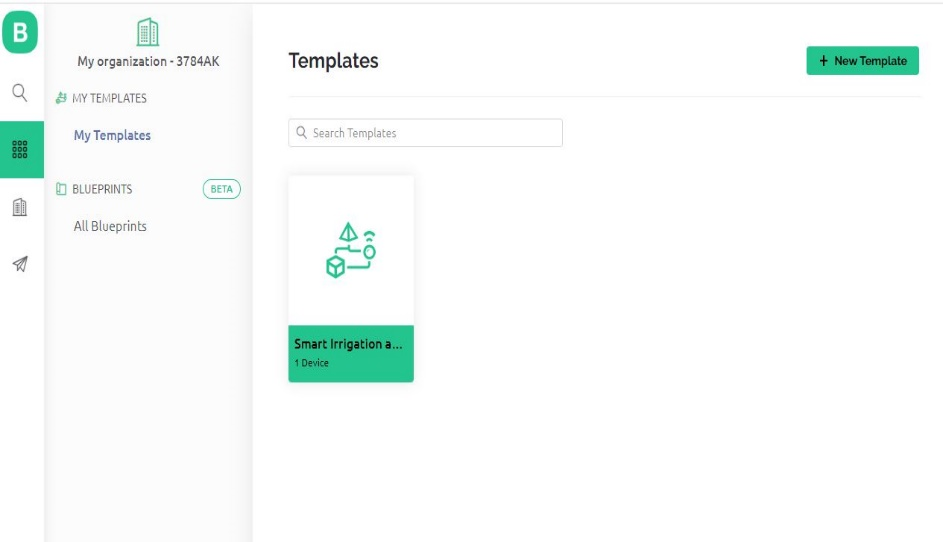 B
My organization - 3784AK
MY TEMPLATES
My Templates
BLUEPRINTS
BETA
All Blueprints
Templates
+ New Template
Search Templates
Smart Irrigation a...
1 Device